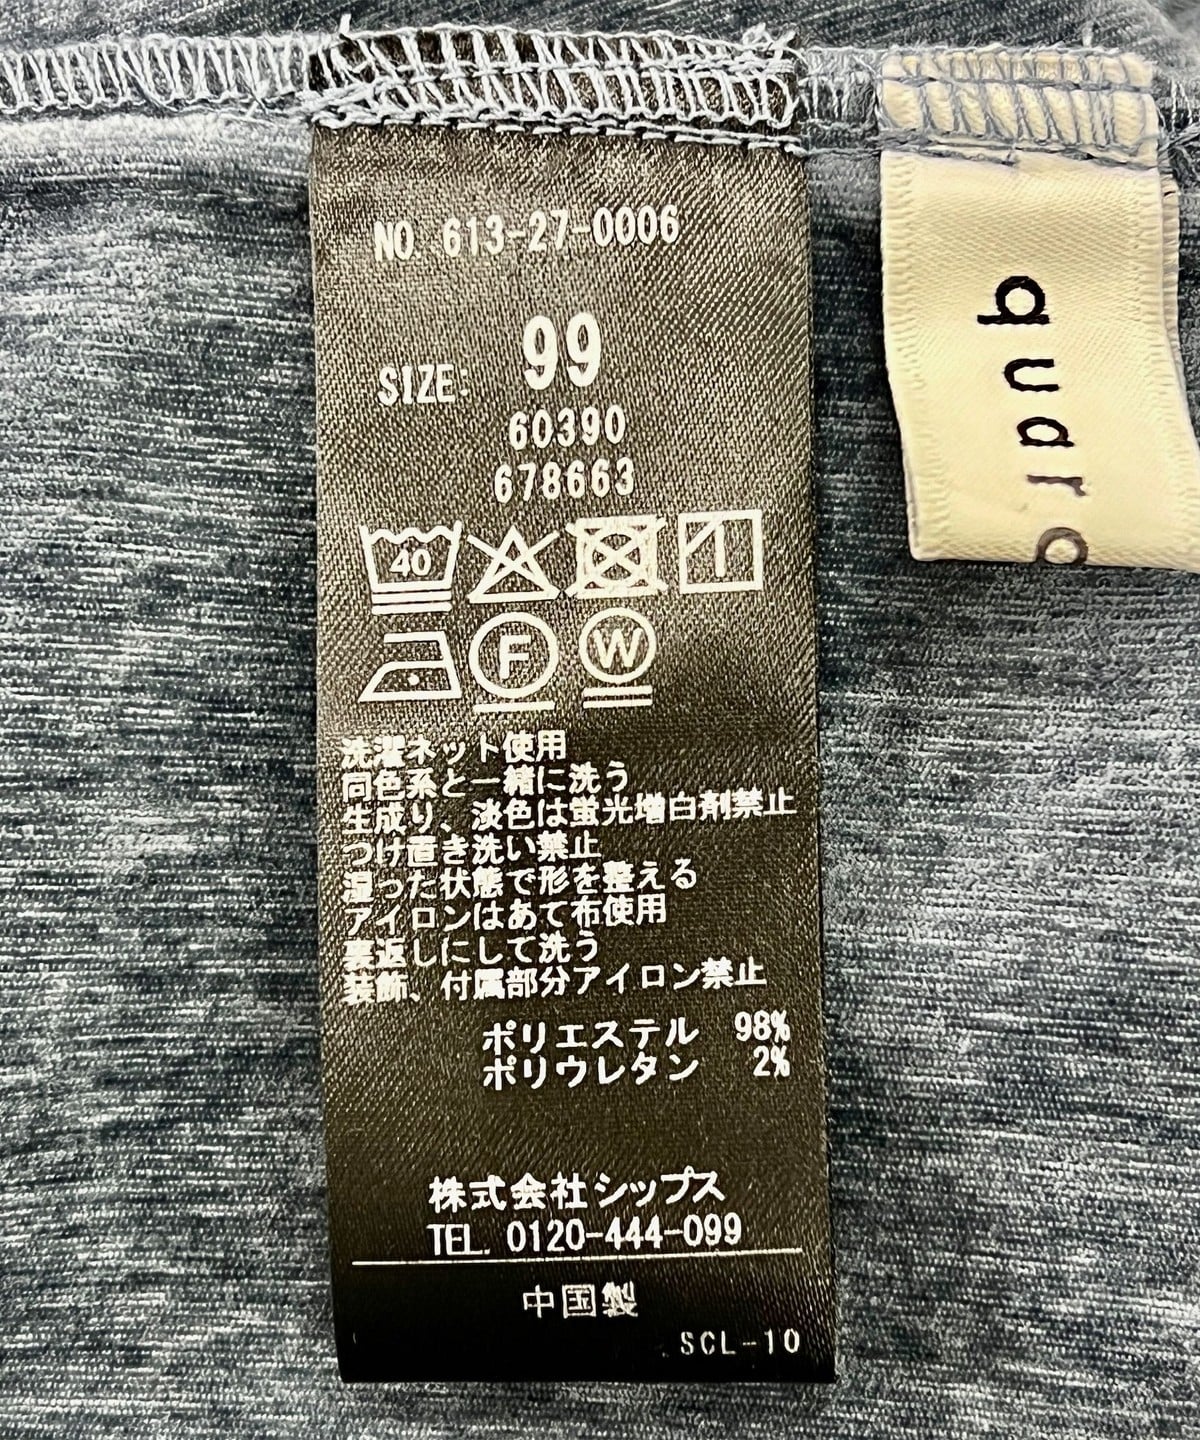 NO. 613-27-0006
SIZE: 99
60390
678663
40
F
W
洗濯ネット使用
同色系と一緒に洗う
生成り、淡色は蛍光増白剤禁止
つけ置き洗い禁止
湿った状態で形を整える
アイロンはあて布使用
裏返しにして洗う
装飾、付属部分アイロン禁止
ポリエステル 98%
ポリウレタン 2%
株式会社シップス
TEL. 0120-444-099
中国製
SCL-10
quar